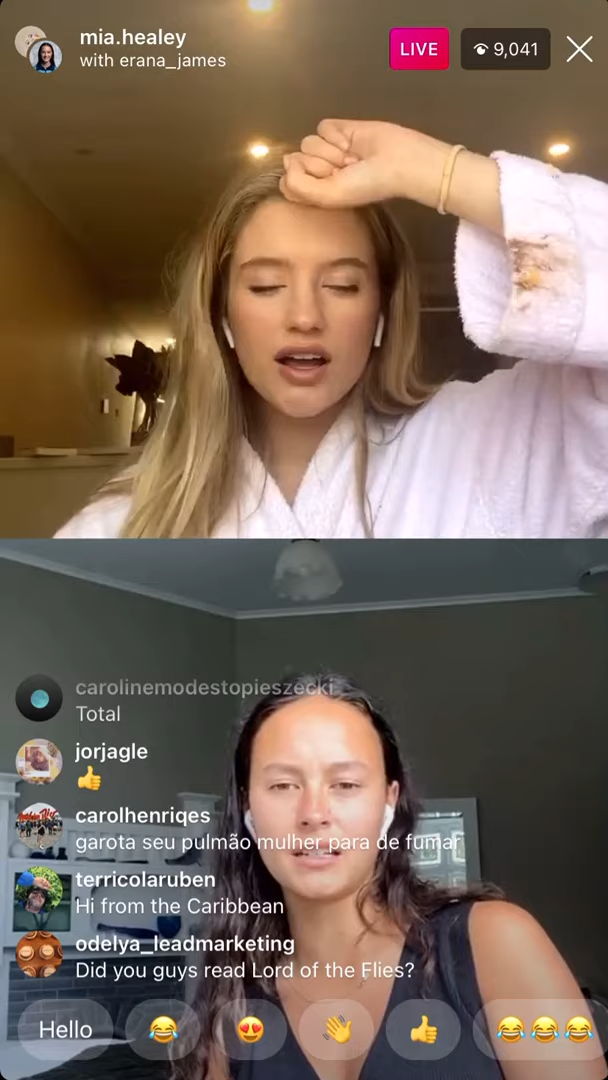 mia.healey
with erana_james
LIVE
9,041
carolinemodestopieszecki
Total
jorjagle
👍
carolhenriqes
garota seu pulmão mulher para de fumar
terricolaruben
Hi from the Caribbean
odelya_leadmarketing
Did you guys read Lord of the Flies?
Hello 😂 😍 👋 👍 😂😂😂